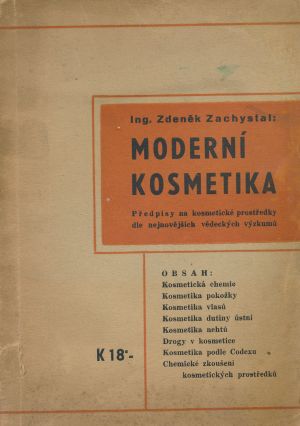 Ing. Zdeněk Zachystal:
MODERNÍ
KOSMETIKA
Předpisy na kosmetické prostředky
dle nejnovějších vědeckých výzkumů
OBSAH:
Kosmetická chemie
Kosmetika pokožky
Kosmetika vlasů
Kosmetika dutiny ústní
Kosmetika nehtů
Drogy v kosmetice
Kosmetika podle Codexu
Chemické zkoušení
kosmetických prostředků
K 18·-